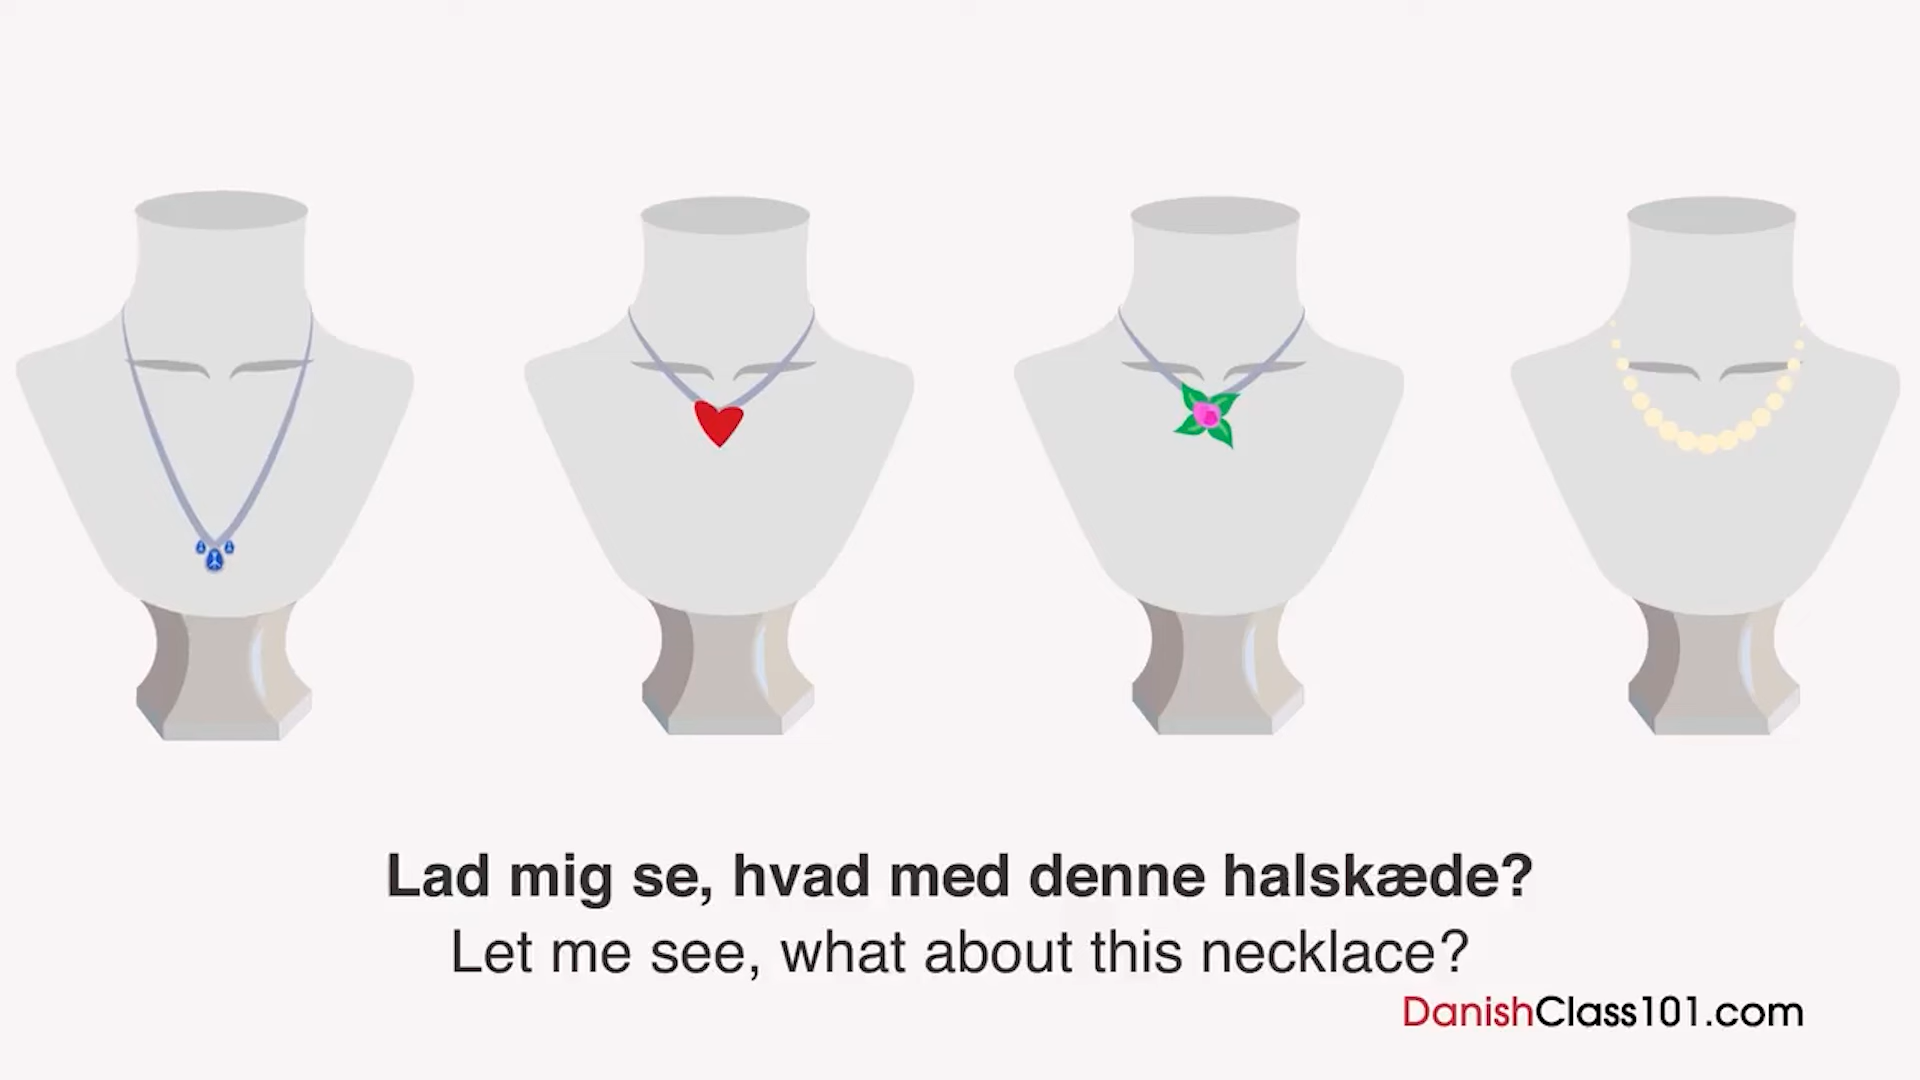 Lad mig se, hvad med denne halskæde?
Let me see, what about this necklace?
DanishClass101.com